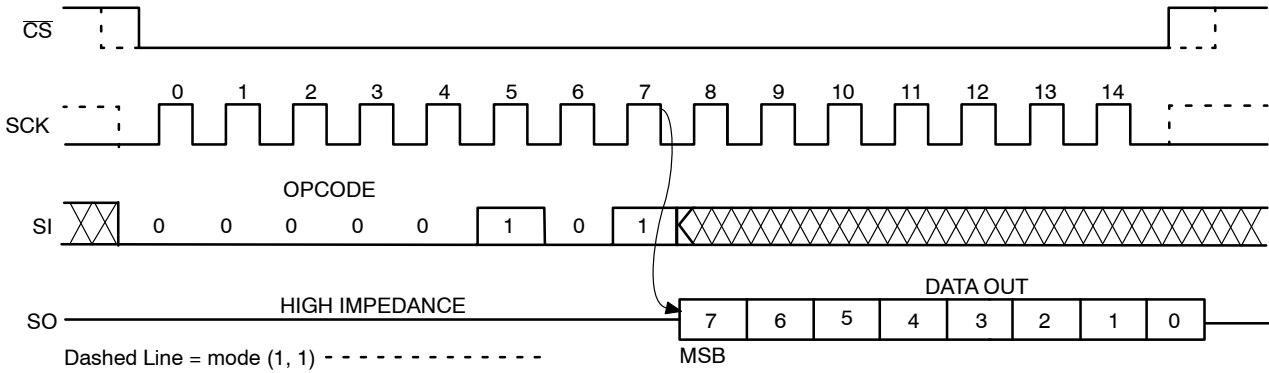 CS
SCK
0 1 2 3 4 5 6 7 8 9 10 11 12 13 14
OPCODE
SI
0 0 0 0 0 1 0 1
HIGH IMPEDANCE
DATA OUT
SO
7 6 5 4 3 2 1 0
Dashed Line = mode (1, 1)
MSB